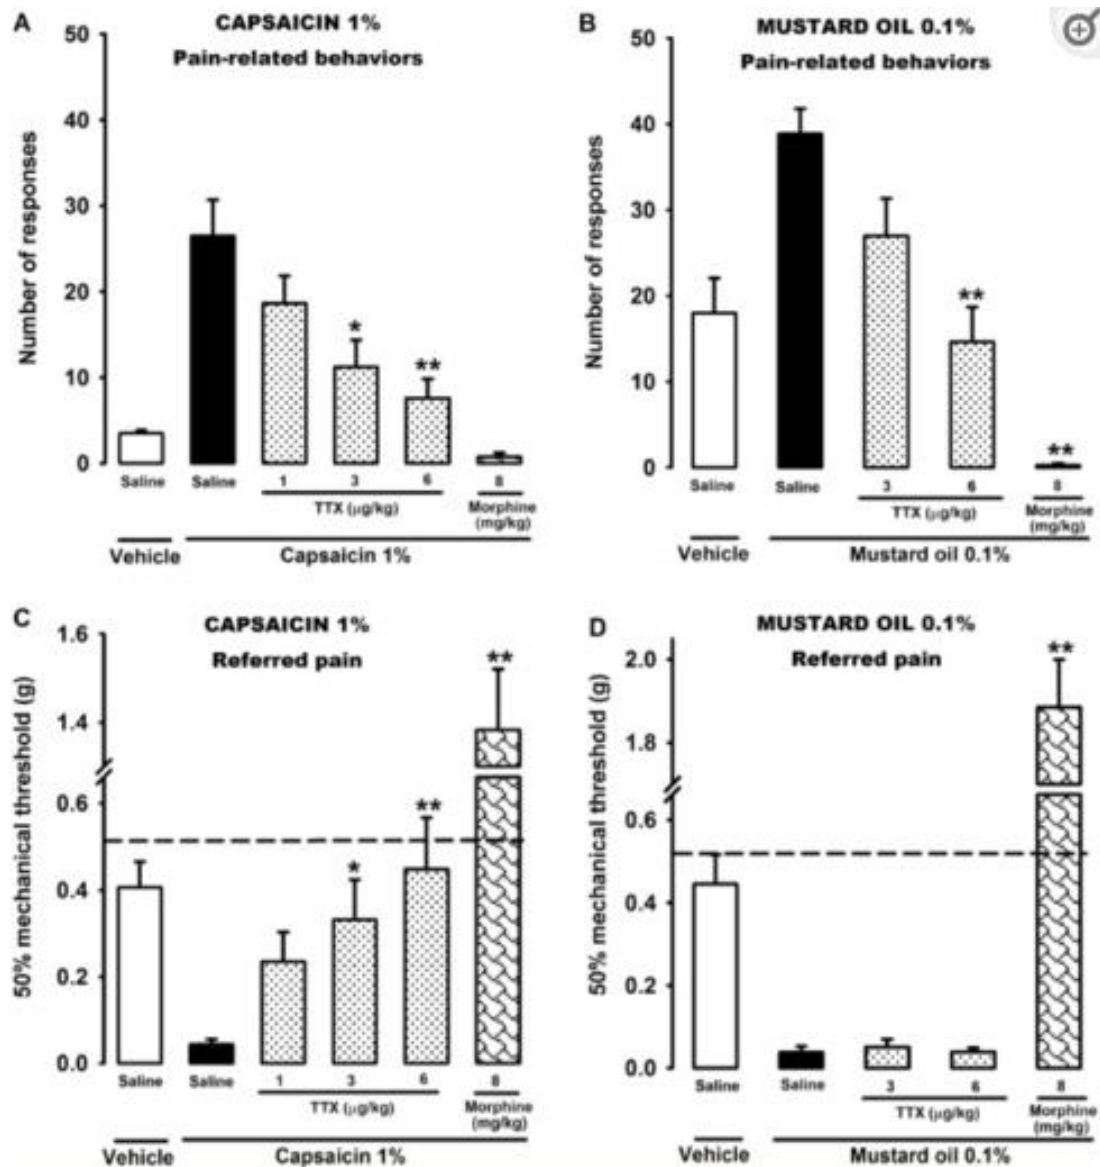 A
CAPSAICIN 1%
Pain-related behaviors
Number of responses
50
40
30
20
10
0
**
*
Saline Saline 1 3 6 8
TTX (µg/kg) Morphine
(mg/kg)
Vehicle Capsaicin 1%
B
MUSTARD OIL 0.1%
Pain-related behaviors
Number of responses
50
40
30
20
10
0
**
**
Saline Saline 3 6 8
TTX (µg/kg) Morphine
(mg/kg)
Vehicle Mustard oil 0.1%
C
CAPSAICIN 1%
Referred pain
50% mechanical threshold (g)
1.6
1.4
0.6
0.4
0.2
0.0
**
**
*
Saline Saline 1 3 6 8
TTX (µg/kg) Morphine
(mg/kg)
Vehicle Capsaicin 1%
D
MUSTARD OIL 0.1%
Referred pain
50% mechanical threshold (g)
2.0
1.8
0.6
0.4
0.2
0.0
**
Saline Saline 3 6 8
TTX (µg/kg) Morphine
(mg/kg)
Vehicle Mustard oil 0.1%